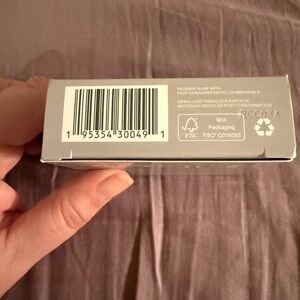 PACKAGE MADE WITH
POST-CONSUMER RECYCLED MATERIALS.
EMBALLAGE FABRIQUÉ À PARTIR DE
MATÉRIAUX RECYCLÉS POST-CONSOMMATION.
1 95354 30049 1
FSC
MIX
Packaging
FSC® C016055